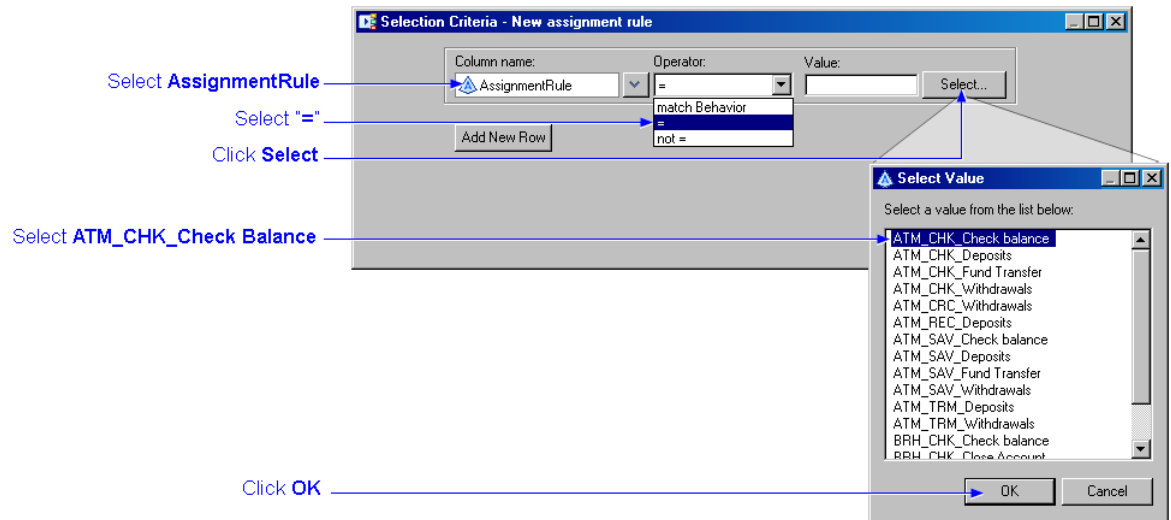 Selection Criteria - New assignment rule
Column name: Operator: Value:
Select AssignmentRule
AssignmentRule = Select...
match Behavior
Select "="
=
Add New Row not =
Click Select
Select Value
Select a value from the list below:
Select ATM_CHK_Check Balance
ATM_CHK_Check balance
ATM_CHK_Deposits
ATM_CHK_Fund Transfer
ATM_CHK_Withdrawals
ATM_CRC_Withdrawals
ATM_REC_Deposits
ATM_SAV_Check balance
ATM_SAV_Deposits
ATM_SAV_Fund Transfer
ATM_SAV_Withdrawals
ATM_TRM_Deposits
ATM_TRM_Withdrawals
BRH_CHK_Check balance
BRH_CHK_Close Account
Click OK
OK Cancel